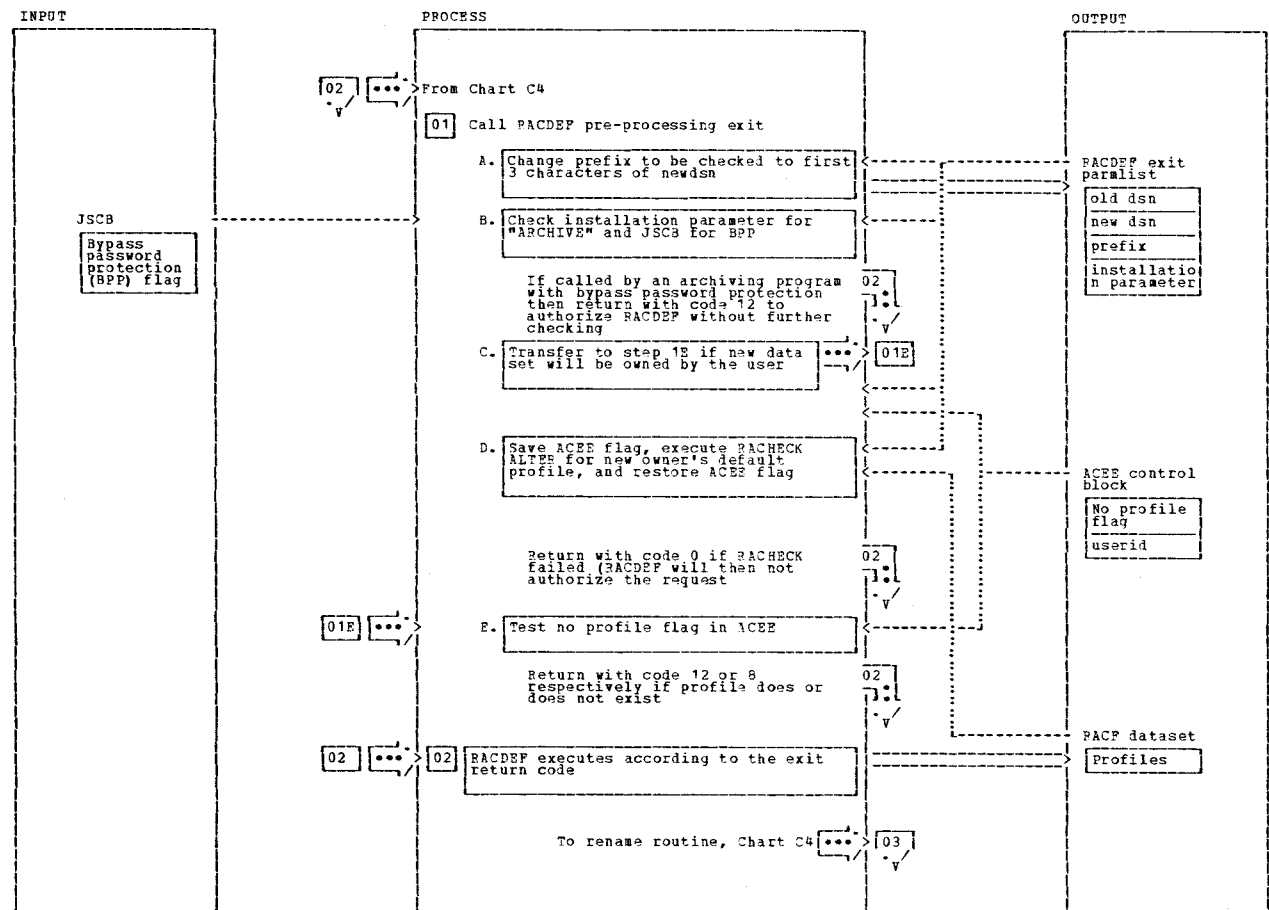 INPUT
PROCESS
OUTPUT
02
From Chart C4
01 Call RACDEF pre-processing exit
A. Change prefix to be checked to first
3 characters of newdsn
RACDEF exit
parmlist
old dsn
new dsn
prefix
installatio
n parameter
JSCB
Bypass
password
protection
(BPP) flag
B. Check installation parameter for
"ARCHIVE" and JSCB for BPP
If called by an archiving program
with bypass password protection
then return with code 12 to
authorize RACDEF without further
checking
02
C. Transfer to step 1E if new data
set will be owned by the user
01E
D. Save ACEE flag, execute RACHECK
ALTER for new owner's default
profile, and restore ACEE flag
ACEE control
block
No profile
flag
userid
Return with code 0 if RACHECK
failed (RACDEF will then not
authorize the request
02
01E
E. Test no profile flag in ACEE
Return with code 12 or 8
respectively if profile does or
does not exist
02
RACF dataset
Profiles
02
02 RACDEF executes according to the exit
return code
To rename routine, Chart C4
03